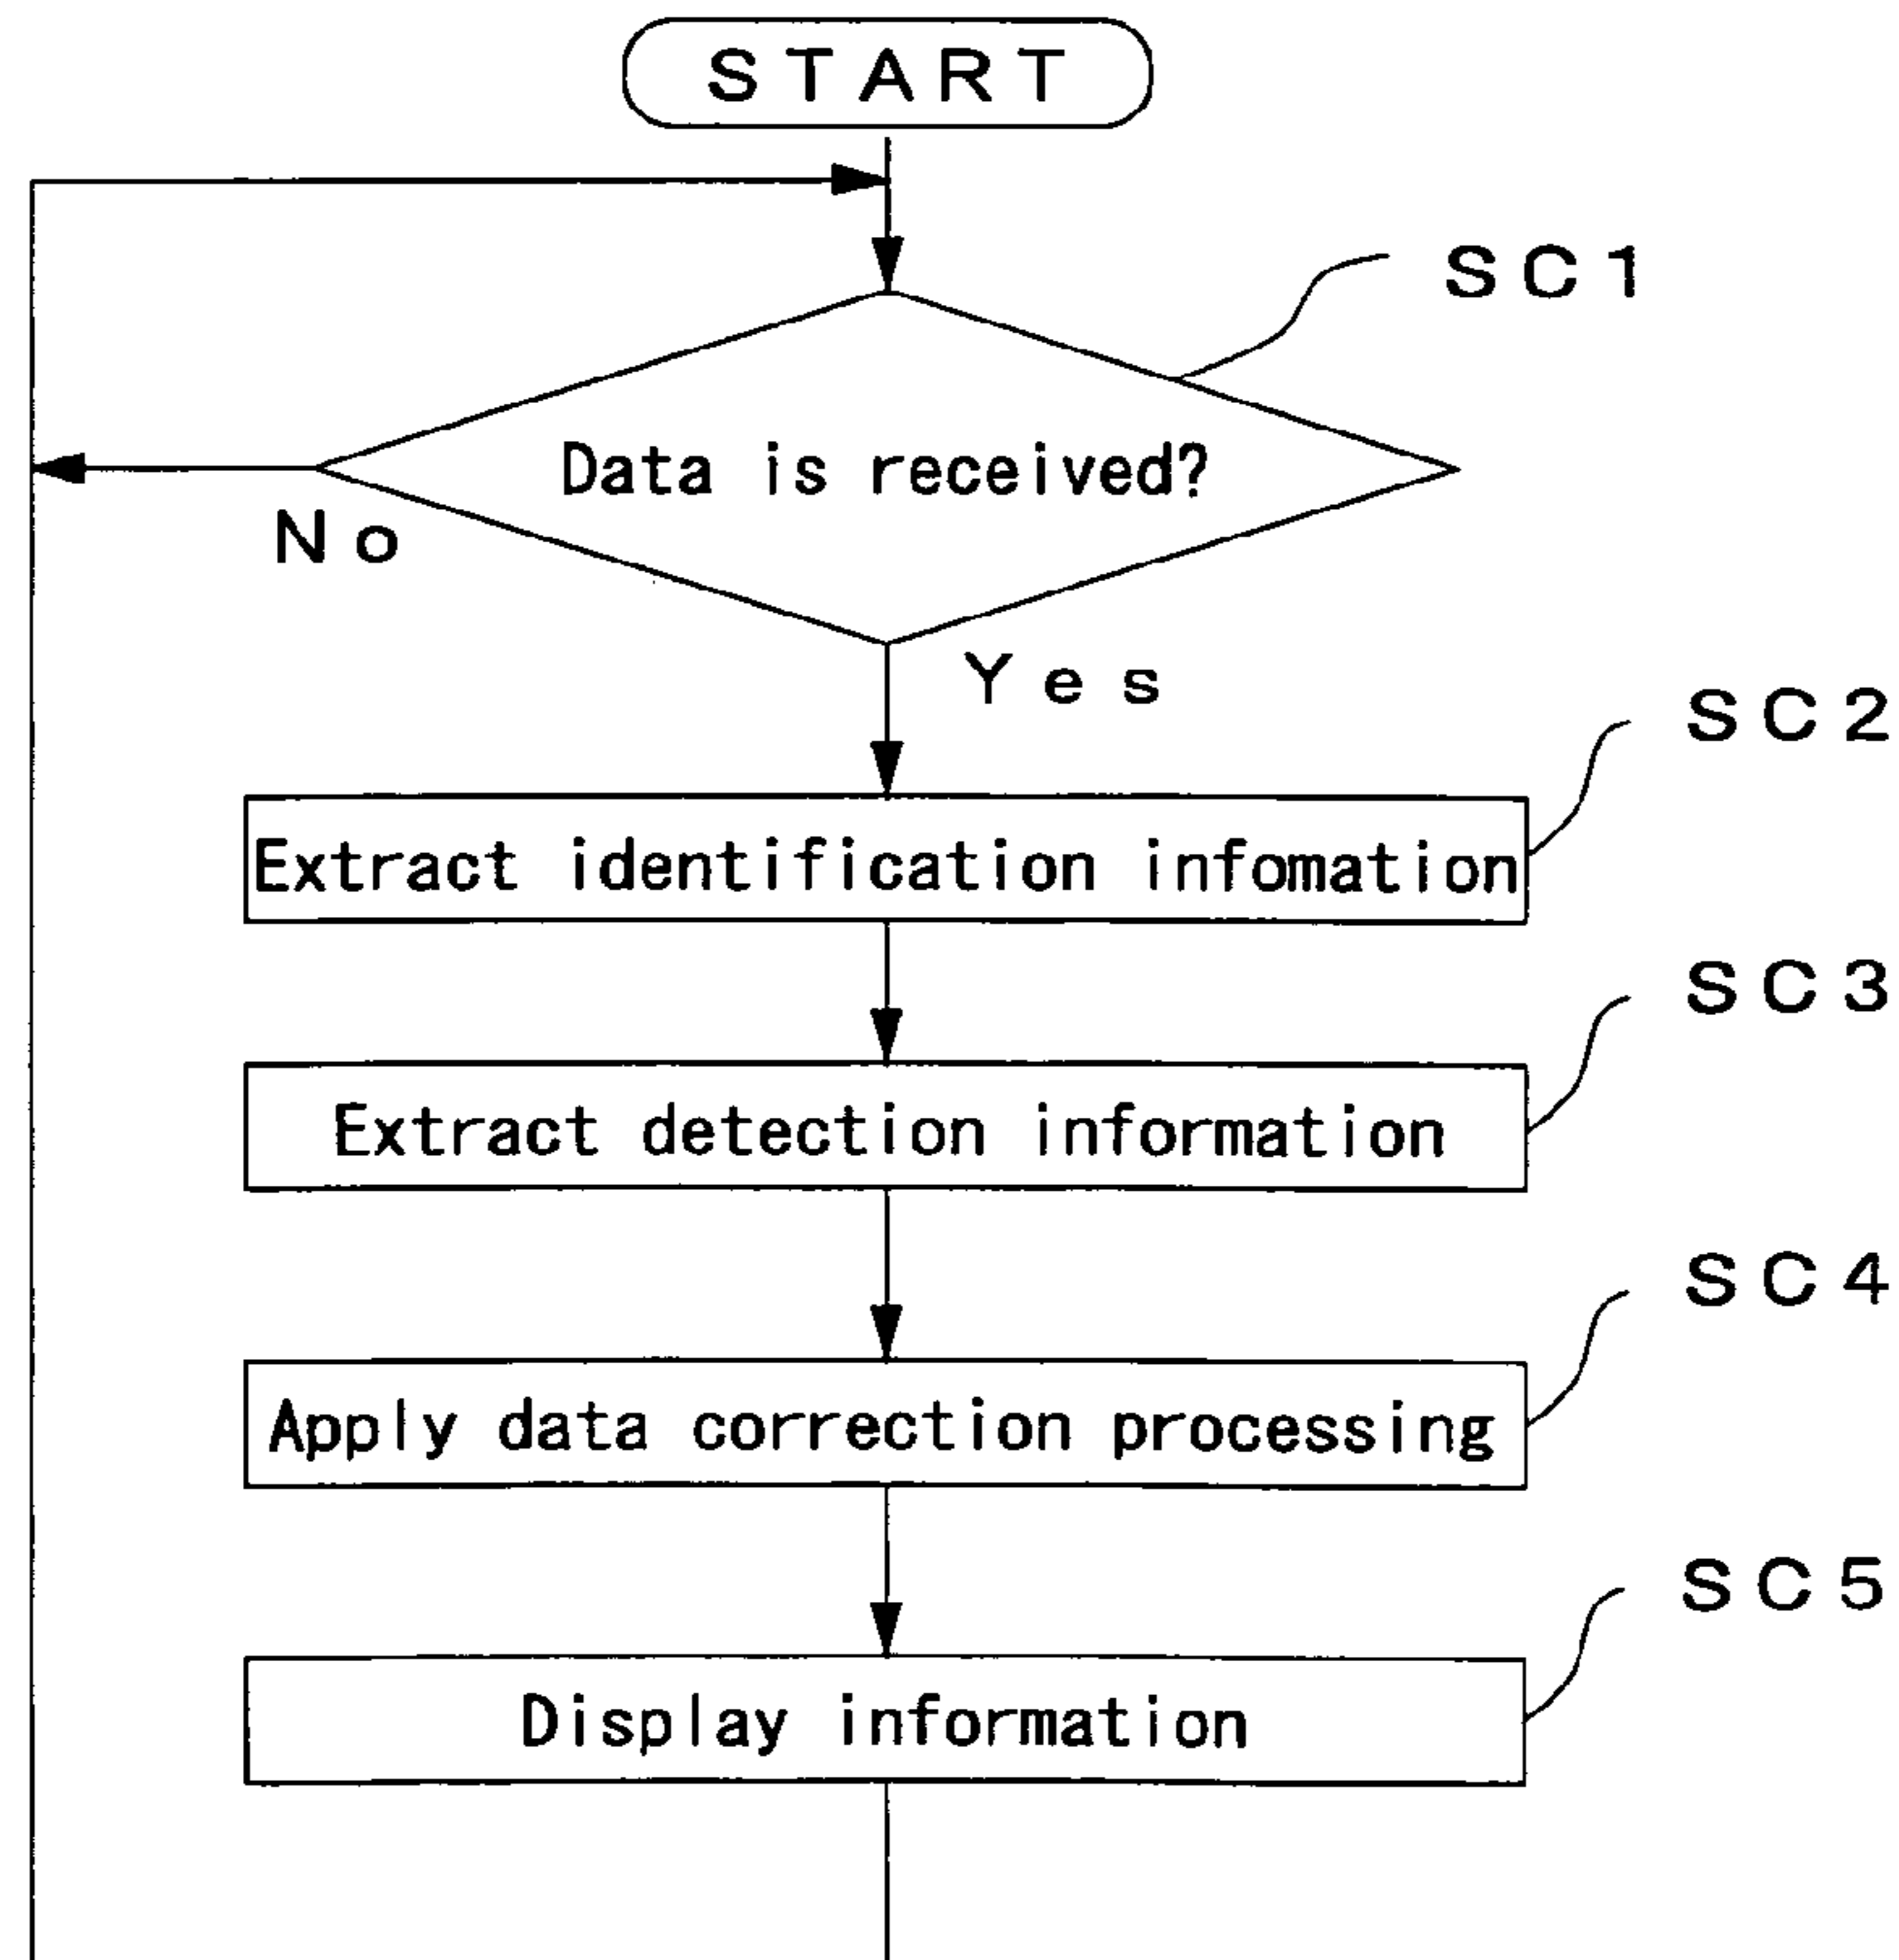 START
SC1
Data is received?
No
Yes
SC2
Extract identification infomation
SC3
Extract detection information
SC4
Apply data correction processing
SC5
Display information